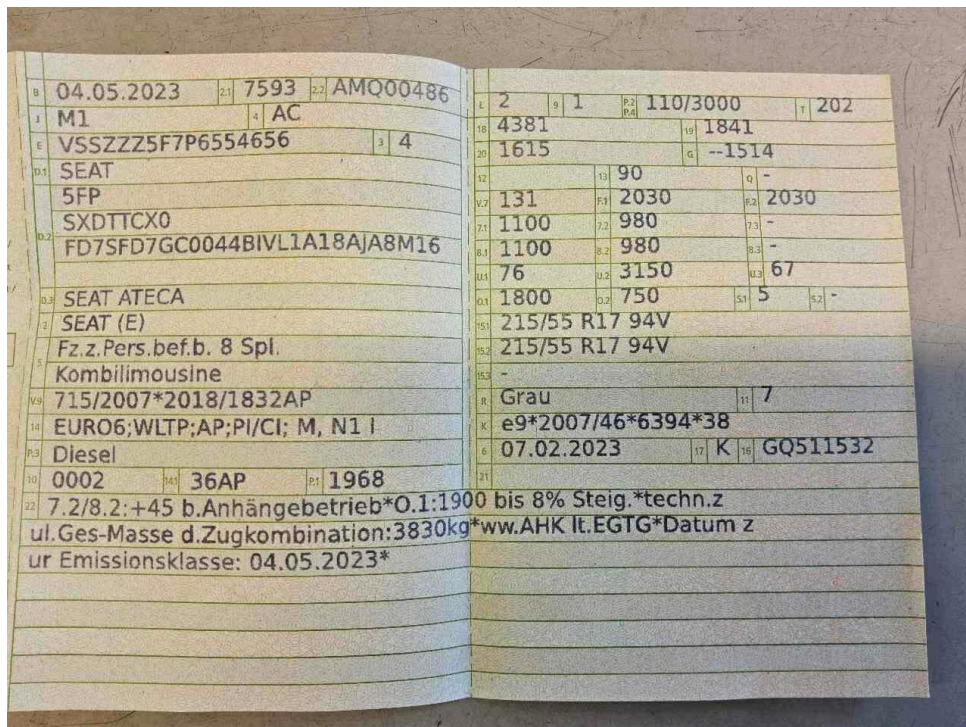 B 04.05.2023 2.1 7593 2.2 AMQ00486
J M1 4 AC
E VSSZZZ5F7P6554656 3 4
D.1 SEAT
5FP
D.2 SXDTTCX0
FD7SFD7GC0044BIVL1A18AJA8M16
D.3 SEAT ATECA
2 SEAT (E)
5 Fz.z.Pers.bef.b. 8 Spl.
Kombilimousine
V.9 715/2007*2018/1832AP
14 EURO6;WLTP;AP;PI/CI; M, N1 I
P.3 Diesel
10 0002 14.1 36AP P.1 1968
L 2 9 1 P.2 P.4 110/3000 T 202
18 4381 19 1841
20 1615 G --1514
12 13 90 Q -
V.7 131 F.1 2030 F.2 2030
7.1 1100 7.2 980 7.3 -
8.1 1100 8.2 980 8.3 -
U.1 76 U.2 3150 U.3 67
O.1 1800 O.2 750 S.1 5 S.2 -
15.1 215/55 R17 94V
15.2 215/55 R17 94V
15.3 -
R Grau 11 7
K e9*2007/46*6394*38
6 07.02.2023 17 K 16 GQ511532
21
22 7.2/8.2:+45 b.Anhängebetrieb*O.1:1900 bis 8% Steig.*techn.z
ul.Ges-Masse d.Zugkombination:3830kg*ww.AHK lt.EGTG*Datum z
ur Emissionsklasse: 04.05.2023*